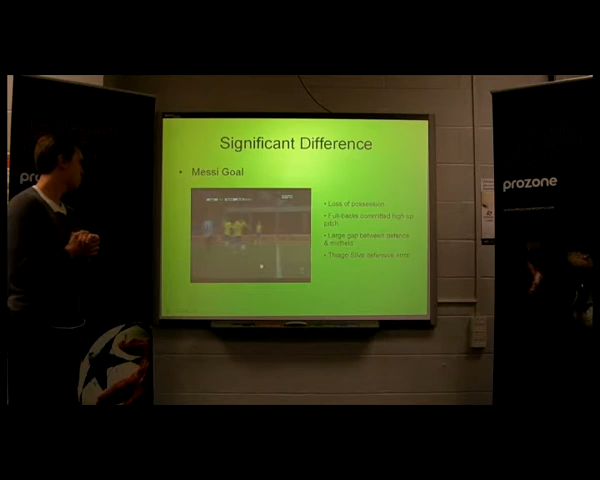 Significant Difference
• Messi Goal
• Loss of possession
• Full-backs committed high up
pitch
• Large gap between defence
& midfield
• Thiago Silva defensive error
prozone
pro